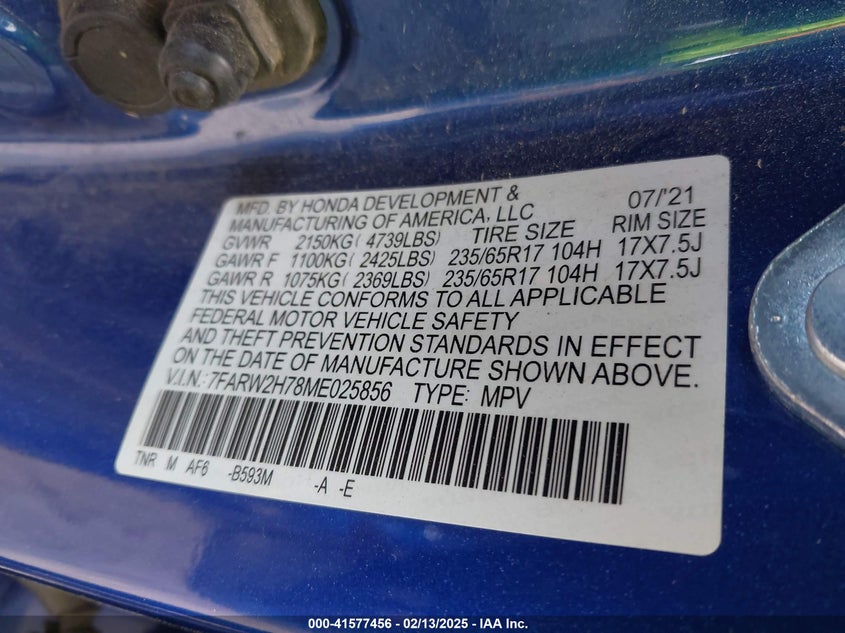 MFD. BY HONDA DEVELOPMENT & 07/'21
MANUFACTURING OF AMERICA, LLC
GVWR 2150KG( 4739LBS) TIRE SIZE RIM SIZE
GAWR F 1100KG( 2425LBS) 235/65R17 104H 17X7.5J
GAWR R 1075KG( 2369LBS) 235/65R17 104H 17X7.5J
THIS VEHICLE CONFORMS TO ALL APPLICABLE
FEDERAL MOTOR VEHICLE SAFETY
AND THEFT PREVENTION STANDARDS IN EFFECT
ON THE DATE OF MANUFACTURE SHOWN ABOVE.
V.I.N.: 7FARW2H78ME025856 TYPE: MPV
TNR M AF6 -B593M -A -E
000-41577456 - 02/13/2025 - IAA Inc.